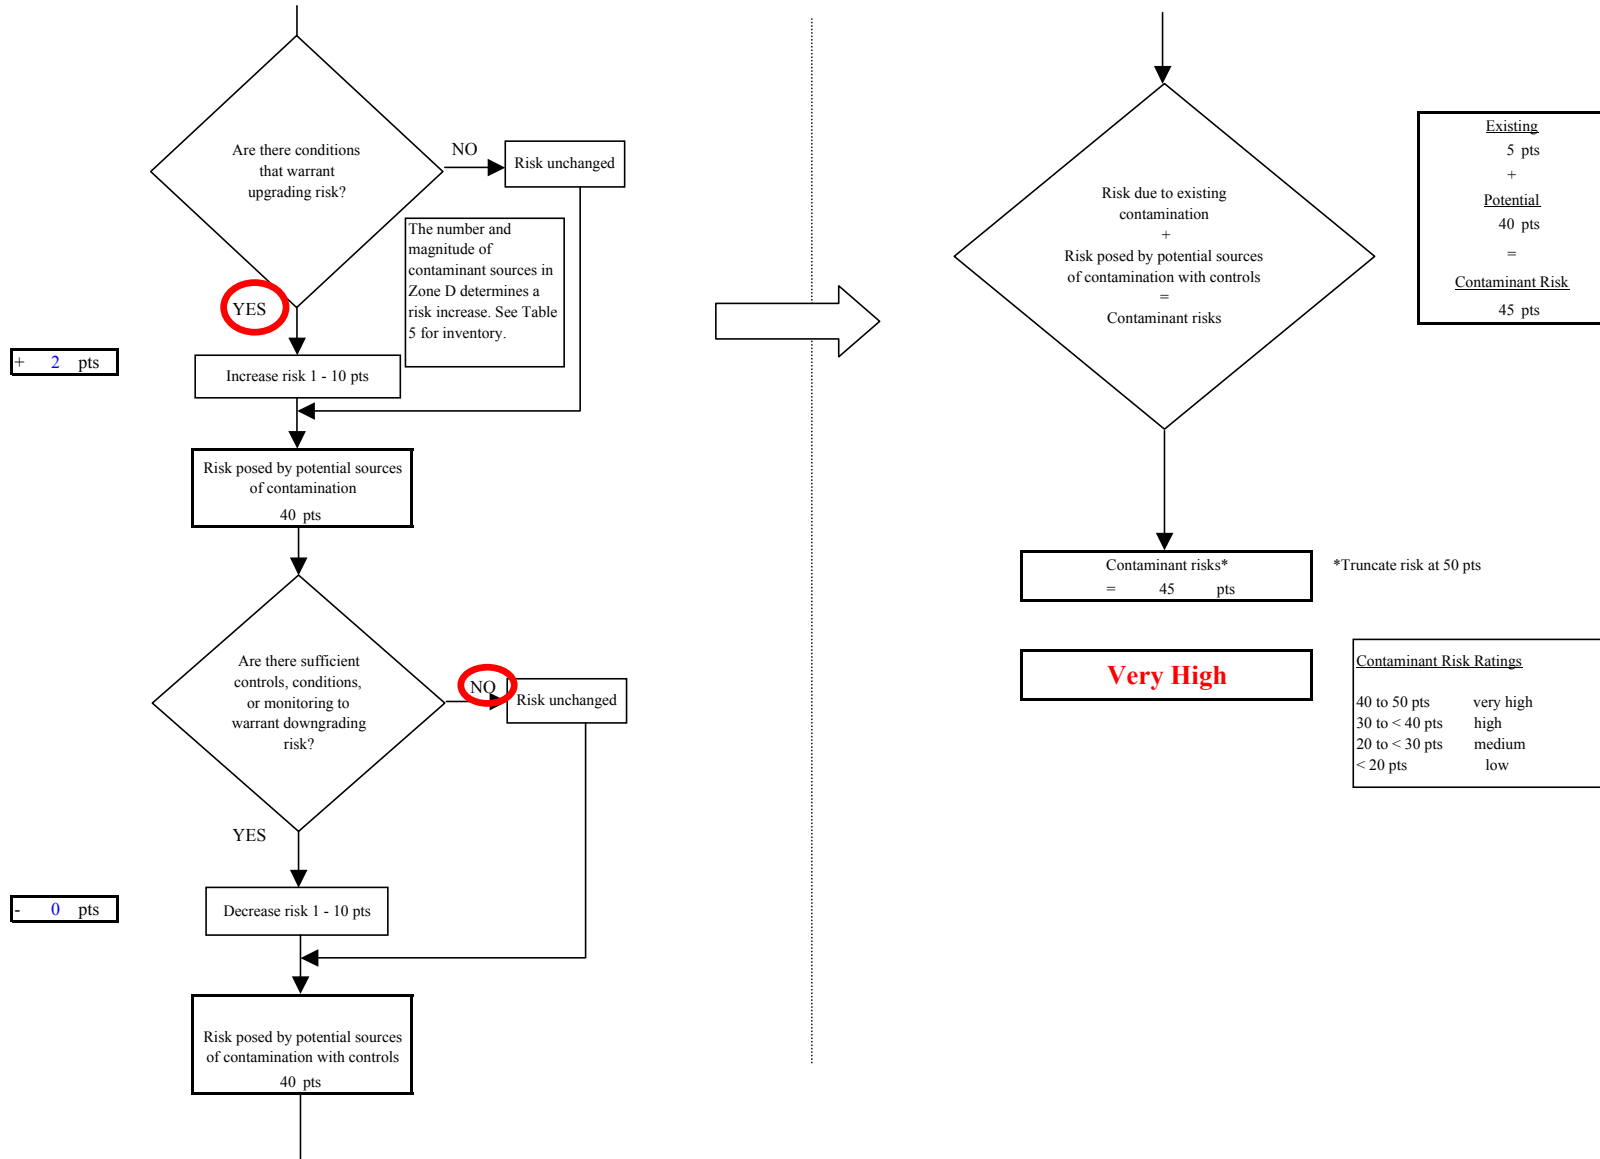 Are there conditions
that warrant
upgrading risk?
NO
Risk unchanged
The number and
magnitude of
contaminant sources in
Zone D determines a
risk increase. See Table
5 for inventory.
YES
+ 2 pts
Increase risk 1 - 10 pts
Risk posed by potential sources
of contamination
40 pts
Are there sufficient
controls, conditions,
or monitoring to
warrant downgrading
risk?
NO
Risk unchanged
YES
- 0 pts
Decrease risk 1 - 10 pts
Risk posed by potential sources
of contamination with controls
40 pts
Risk due to existing
contamination
+
Risk posed by potential sources
of contamination with controls
=
Contaminant risks
Existing
5 pts
+
Potential
40 pts
=
Contaminant Risk
45 pts
Contaminant risks*
= 45 pts
*Truncate risk at 50 pts
Very High
Contaminant Risk Ratings
40 to 50 pts very high
30 to < 40 pts high
20 to < 30 pts medium
< 20 pts low